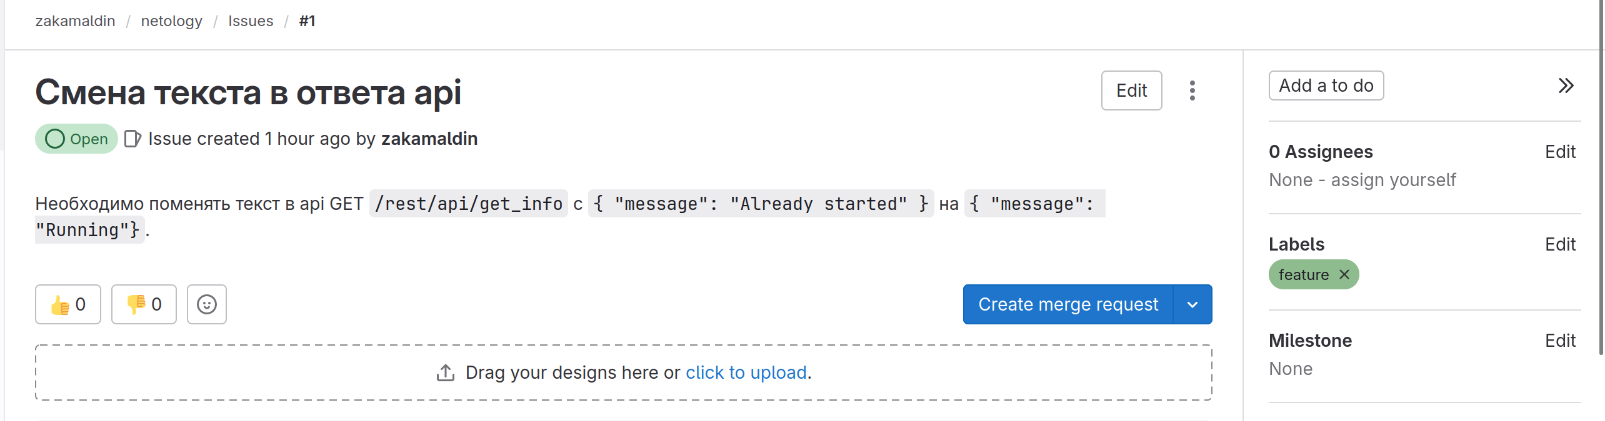 zakamaldin / netology / Issues / #1
Смена текста в ответа api
Edit
Open
Issue created 1 hour ago by zakamaldin
Необходимо поменять текст в api GET /rest/api/get_info с { "message": "Already started" } на { "message":
"Running"} .
👍 0 👎 0
Create merge request
Drag your designs here or click to upload.
Add a to do
0 Assignees Edit
None - assign yourself
Labels Edit
feature ×
Milestone Edit
None